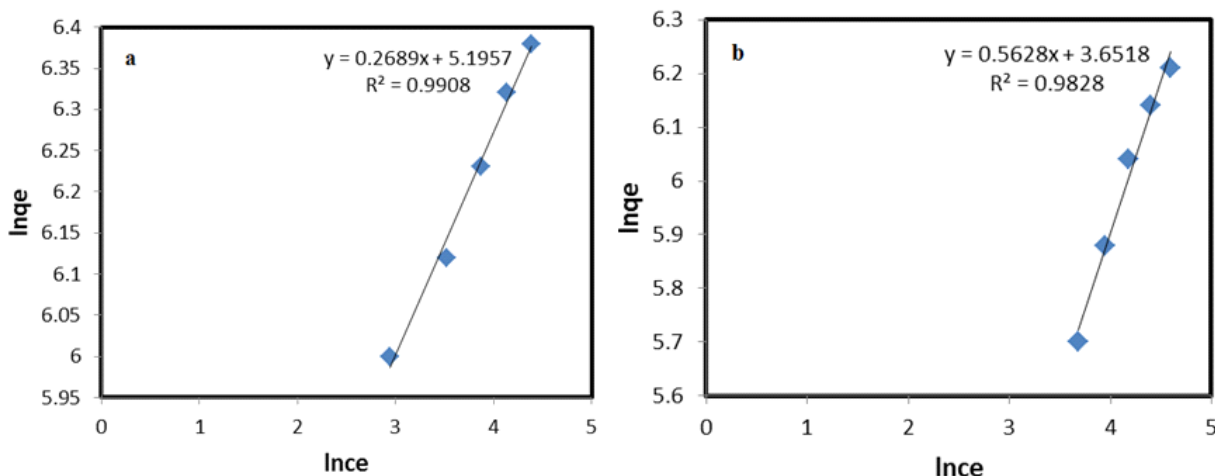 a
y = 0.2689x + 5.1957
R² = 0.9908
6.4
6.35
6.3
6.25
6.2
6.15
6.1
6.05
6
5.95
lnqe
0 1 2 3 4 5
lnce
b
y = 0.5628x + 3.6518
R² = 0.9828
6.3
6.2
6.1
6
5.9
5.8
5.7
5.6
lnqe
0 1 2 3 4 5
lnce